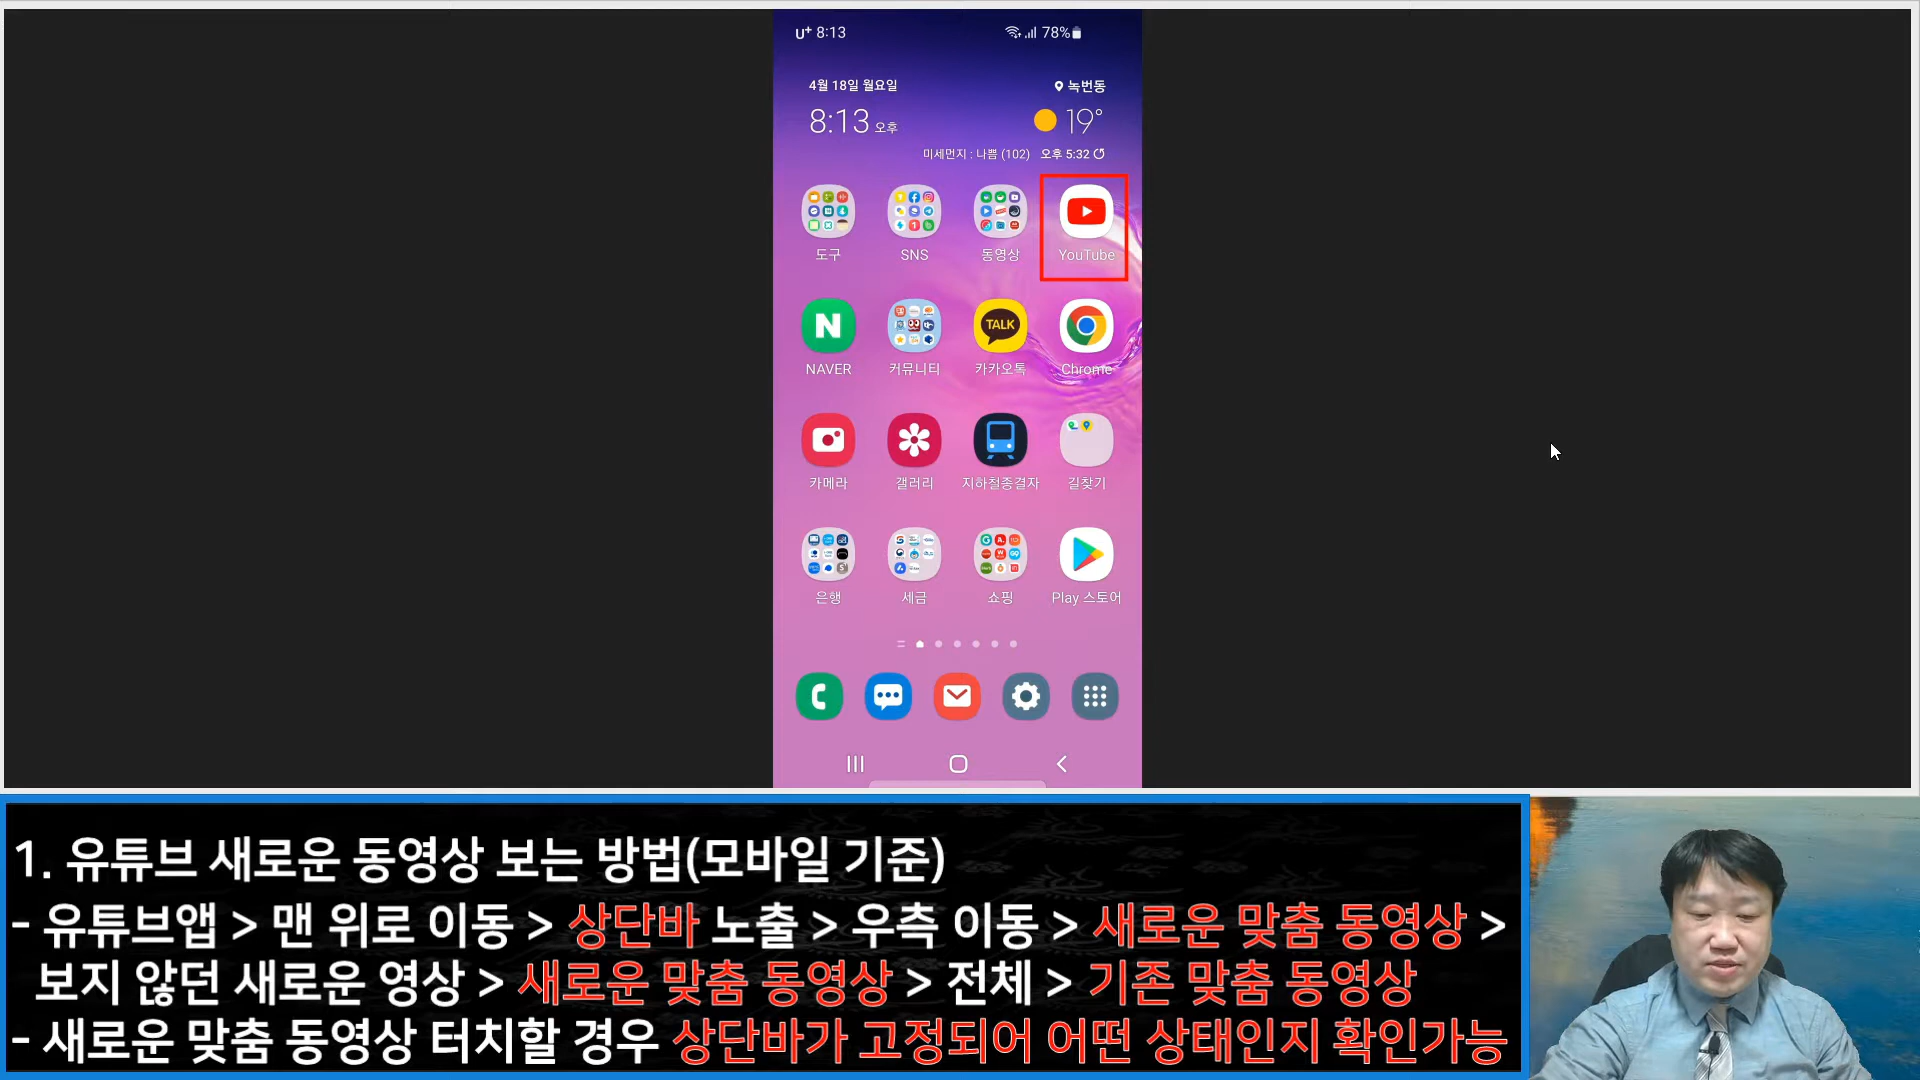 U+ 8:13
78%
4월 18일 월요일
녹번동
8:13 오후
19°
미세먼지 : 나쁨 (102) 오후 5:32
도구
SNS
동영상
YouTube
N
TALK
NAVER
커뮤니티
카카오톡
Chrome
카메라
갤러리
지하철종결자
길찾기
은행
세금
쇼핑
Play 스토어
1. 유튜브 새로운 동영상 보는 방법(모바일 기준)
- 유튜브앱 > 맨 위로 이동 > 상단바 노출 > 우측 이동 > 새로운 맞춤 동영상 >
보지 않던 새로운 영상 > 새로운 맞춤 동영상 > 전체 > 기존 맞춤 동영상
- 새로운 맞춤 동영상 터치할 경우 상단바가 고정되어 어떤 상태인지 확인가능